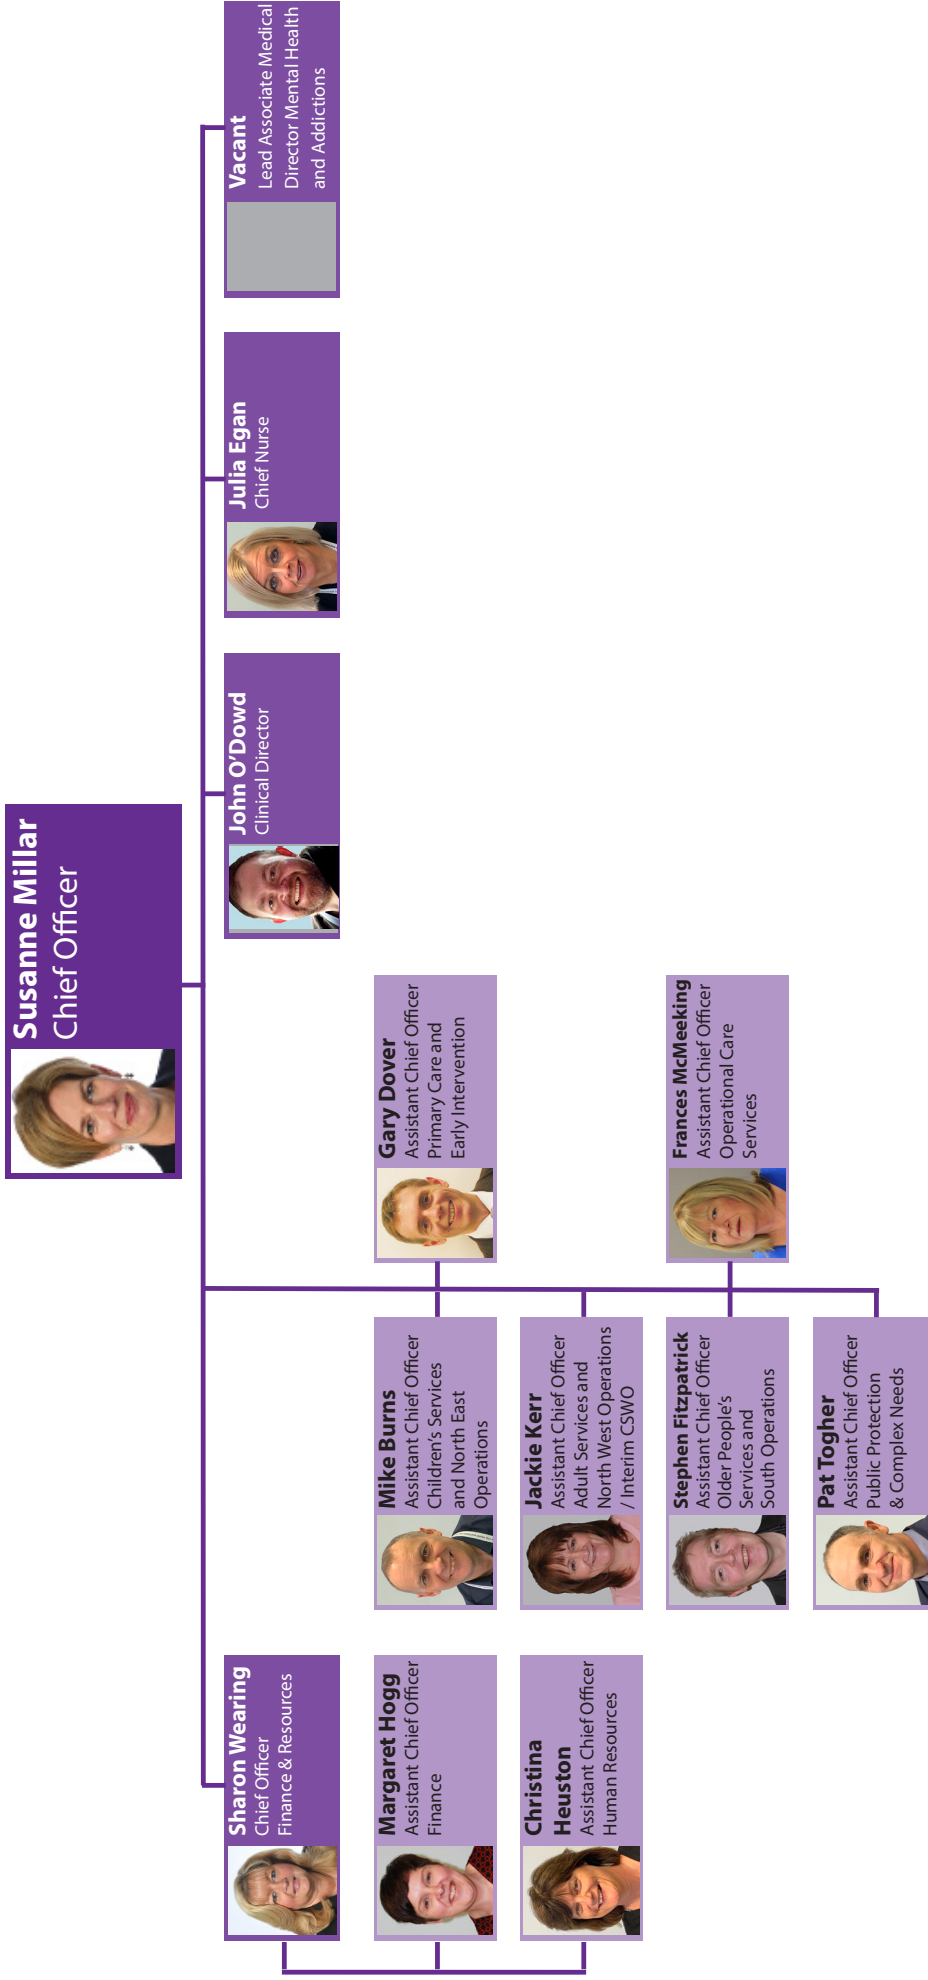 Susanne Millar
Chief Officer
Sharon Wearing
Chief Officer
Finance & Resources
John O’Dowd
Clinical Director
Julia Egan
Chief Nurse
Vacant
Lead Associate Medical
Director Mental Health
and Addictions
Margaret Hogg
Assistant Chief Officer
Finance
Christina
Heuston
Assistant Chief Officer
Human Resources
Mike Burns
Assistant Chief Officer
Children’s Services
and North East
Operations
Gary Dover
Assistant Chief Officer
Primary Care and
Early Intervention
Jackie Kerr
Assistant Chief Officer
Adult Services and
North West Operations
/ Interim CSWO
Stephen Fitzpatrick
Assistant Chief Officer
Older People’s
Services and
South Operations
Frances McMeeking
Assistant Chief Officer
Operational Care
Services
Pat Togher
Assistant Chief Officer
Public Protection
& Complex Needs